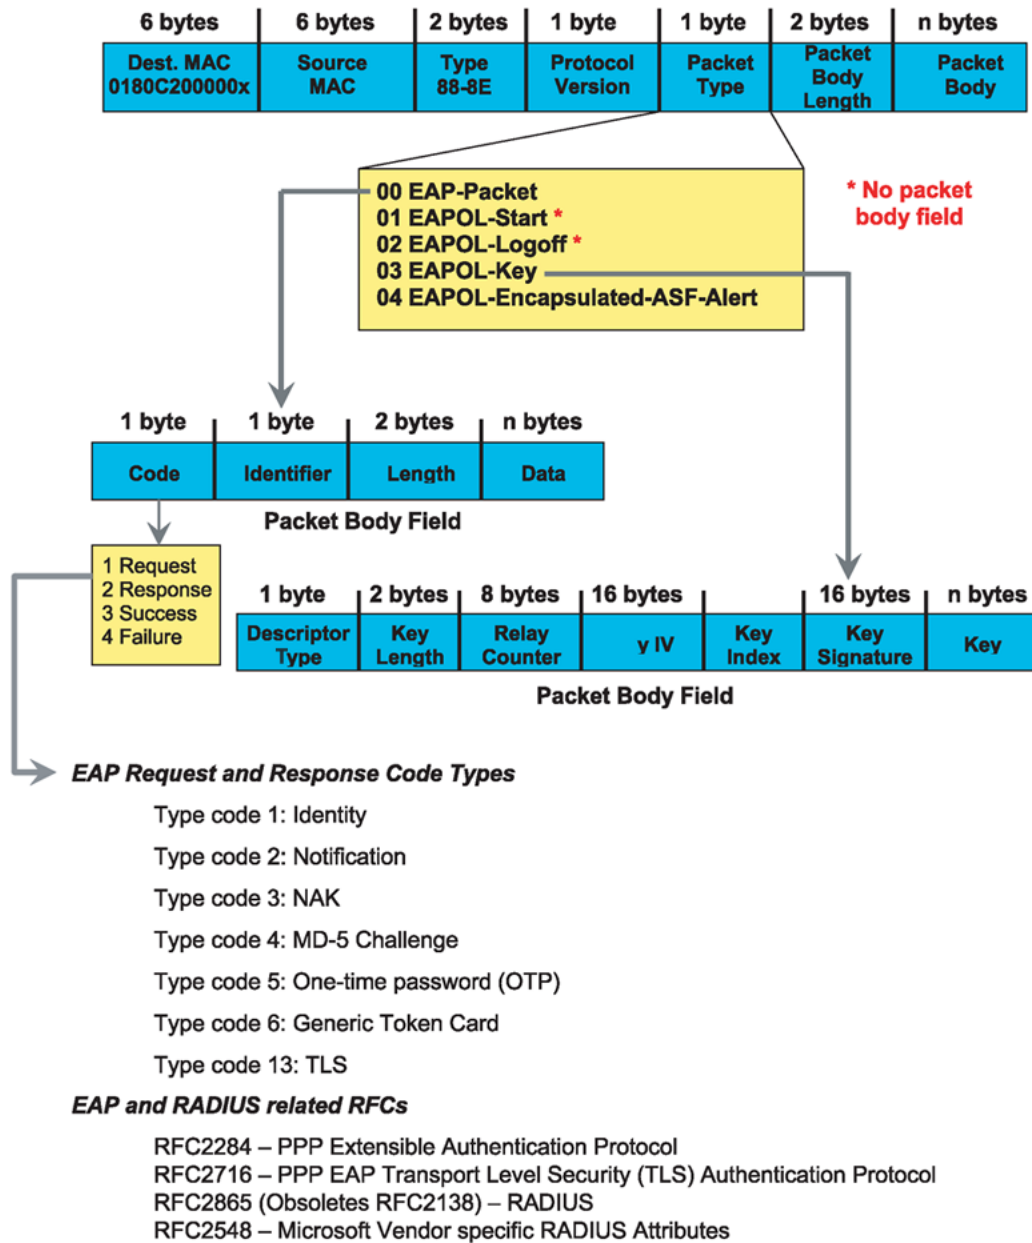 6 bytes 6 bytes 2 bytes 1 byte 1 byte 2 bytes n bytes
Dest. MAC 0180C200000x
Source MAC
Type 88-8E
Protocol Version
Packet Type
Packet Body Length
Packet Body
00 EAP-Packet
01 EAPOL-Start *
02 EAPOL-Logoff *
03 EAPOL-Key
04 EAPOL-Encapsulated-ASF-Alert
* No packet
body field
1 byte 1 byte 2 bytes n bytes
Code Identifier Length Data
Packet Body Field
1 Request
2 Response
3 Success
4 Failure
1 byte 2 bytes 8 bytes 16 bytes 16 bytes n bytes
Descriptor Type
Key Length
Relay Counter
y IV
Key Index
Key Signature
Key
Packet Body Field
EAP Request and Response Code Types
Type code 1: Identity
Type code 2: Notification
Type code 3: NAK
Type code 4: MD-5 Challenge
Type code 5: One-time password (OTP)
Type code 6: Generic Token Card
Type code 13: TLS
EAP and RADIUS related RFCs
RFC2284 – PPP Extensible Authentication Protocol
RFC2716 – PPP EAP Transport Level Security (TLS) Authentication Protocol
RFC2865 (Obsoletes RFC2138) – RADIUS
RFC2548 – Microsoft Vendor specific RADIUS Attributes